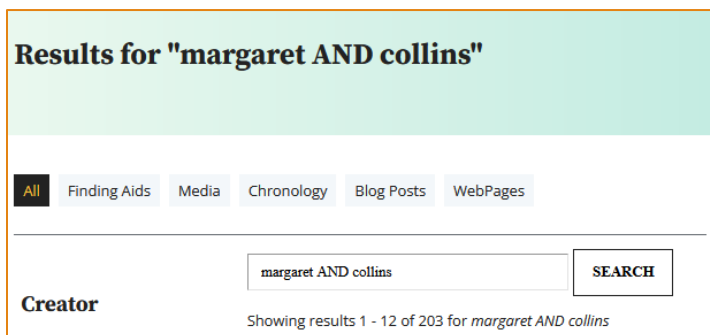 Results for "margaret AND collins"
All Finding Aids Media Chronology Blog Posts WebPages
margaret AND collins SEARCH
Creator
Showing results 1 - 12 of 203 for margaret AND collins